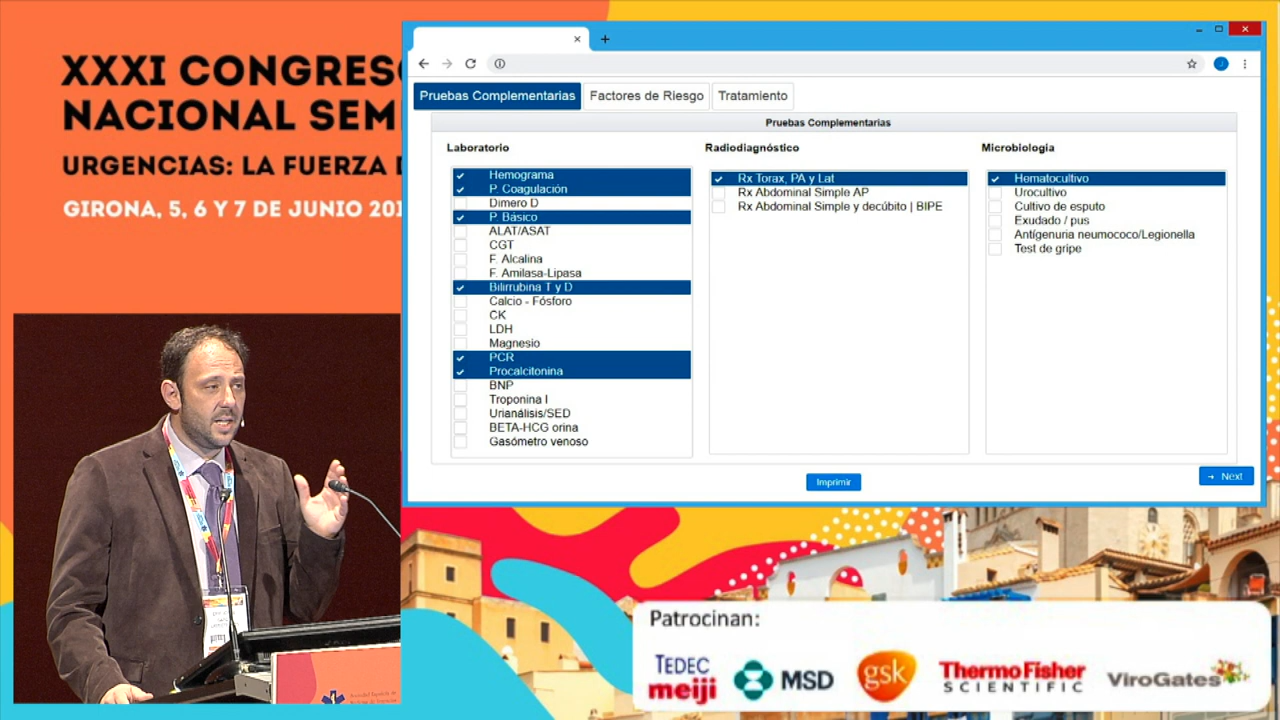 XXXI CONGRESO
NACIONAL SEM
URGENCIAS: LA FUERZA D
GIRONA, 5, 6 Y 7 DE JUNIO 201
Pruebas Complementarias
Factores de Riesgo
Tratamiento
Pruebas Complementarias
Laboratorio
Hemograma
P. Coagulación
Dimero D
P. Básico
ALAT/ASAT
CGT
F. Alcalina
F. Amilasa-Lipasa
Bilirrubina T y D
Calcio - Fósforo
CK
LDH
Magnesio
PCR
Procalcitonina
BNP
Troponina I
Urianálisis/SED
BETA-HCG orina
Gasómetro venoso
Radiodiagnóstico
Rx Torax, PA y Lat
Rx Abdominal Simple AP
Rx Abdominal Simple y decúbito | BIPE
Microbiología
Hematocultivo
Urocultivo
Cultivo de esputo
Exudado / pus
Antígenuria neumococo/Legionella
Test de gripe
Imprimir
→ Next
Patrocinan:
TEDEC
meiji
MSD
gsk
ThermoFisher
SCIENTIFIC
ViroGates